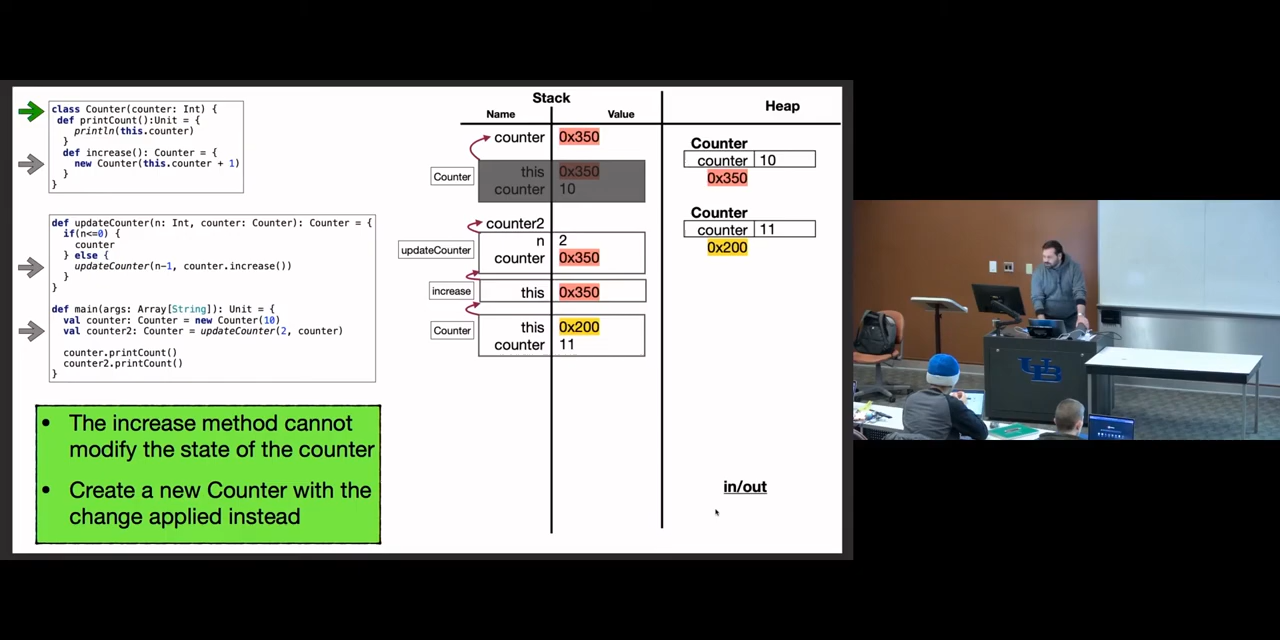 class Counter(counter: Int) {
def printCount():Unit = {
println(this.counter)
}
def increase(): Counter = {
new Counter(this.counter + 1)
}
}
def updateCounter(n: Int, counter: Counter): Counter = {
if(n<=0) {
counter
} else {
updateCounter(n-1, counter.increase())
}
}
def main(args: Array[String]): Unit = {
val counter: Counter = new Counter(10)
val counter2: Counter = updateCounter(2, counter)
counter.printCount()
counter2.printCount()
}
• The increase method cannot
modify the state of the counter
• Create a new Counter with the
change applied instead
Stack
Name Value
counter 0x350
Counter
this 0x350
counter 10
counter2
updateCounter
n 2
counter 0x350
increase
this 0x350
Counter
this 0x200
counter 11
Heap
Counter
counter 10
0x350
Counter
counter 11
0x200
in/out
UB